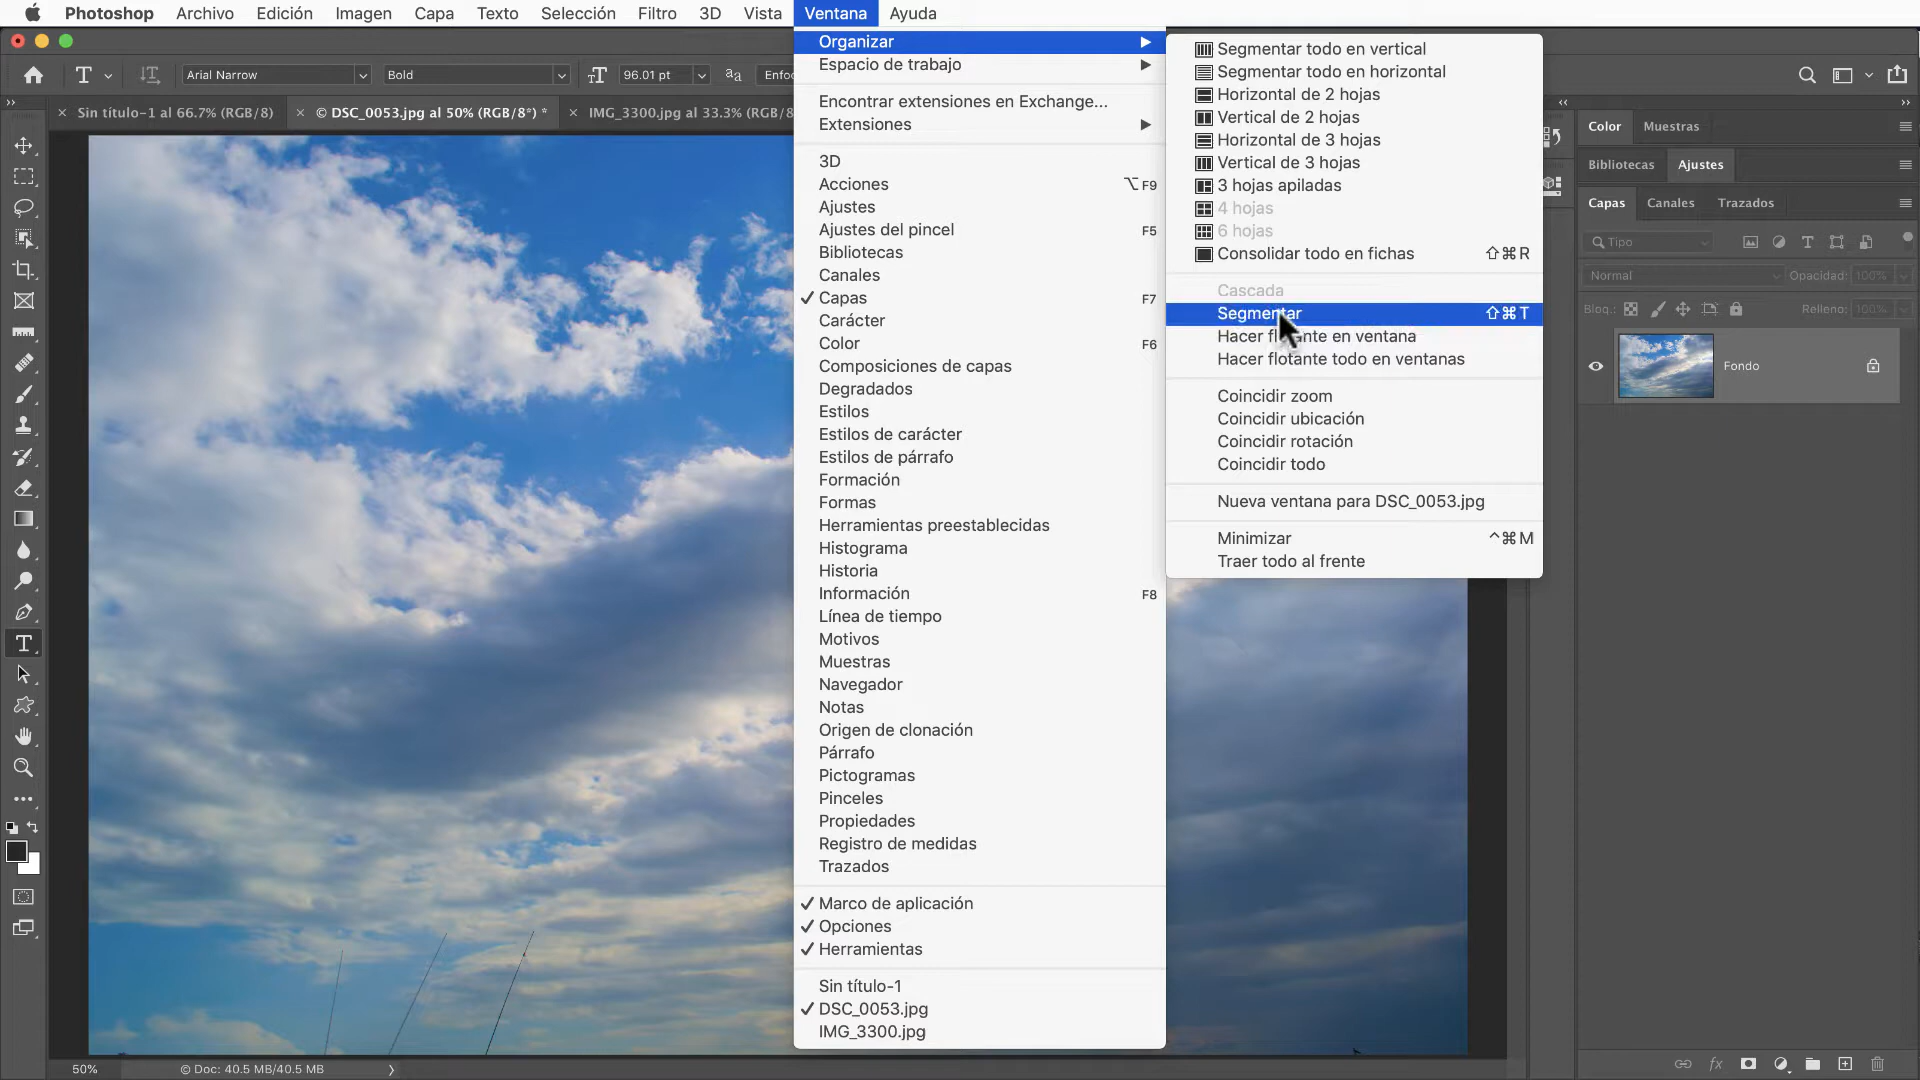 Photoshop Archivo Edición Imagen Capa Texto Selección Filtro 3D Vista Ventana Ayuda
T Arial Narrow Bold 96.01 pt aa Enfo
Sin título-1 al 66.7% (RGB/8) © DSC_0053.jpg al 50% (RGB/8*) * IMG_3300.jpg al 33.3% (RGB/8
Organizar
Espacio de trabajo
Encontrar extensiones en Exchange...
Extensiones
3D
Acciones ⌥F9
Ajustes
Ajustes del pincel F5
Bibliotecas
Canales
✓ Capas F7
Carácter
Color F6
Composiciones de capas
Degradados
Estilos
Estilos de carácter
Estilos de párrafo
Formación
Formas
Herramientas preestablecidas
Histograma
Historia
Información F8
Línea de tiempo
Motivos
Muestras
Navegador
Notas
Origen de clonación
Párrafo
Pictogramas
Pinceles
Propiedades
Registro de medidas
Trazados
✓ Marco de aplicación
✓ Opciones
✓ Herramientas
Sin título-1
✓ DSC_0053.jpg
IMG_3300.jpg
Segmentar todo en vertical
Segmentar todo en horizontal
Horizontal de 2 hojas
Vertical de 2 hojas
Horizontal de 3 hojas
Vertical de 3 hojas
3 hojas apiladas
4 hojas
6 hojas
Consolidar todo en fichas ⇧⌘R
Cascada
Segmentar ⇧⌘T
Hacer flotante en ventana
Hacer flotante todo en ventanas
Coincidir zoom
Coincidir ubicación
Coincidir rotación
Coincidir todo
Nueva ventana para DSC_0053.jpg
Minimizar ^⌘M
Traer todo al frente
Color Muestras
Bibliotecas Ajustes
Capas Canales Trazados
Tipo
Normal Opacidad: 100%
Bloq.: Relleno: 100%
Fondo
fx
50% © Doc: 40.5 MB/40.5 MB